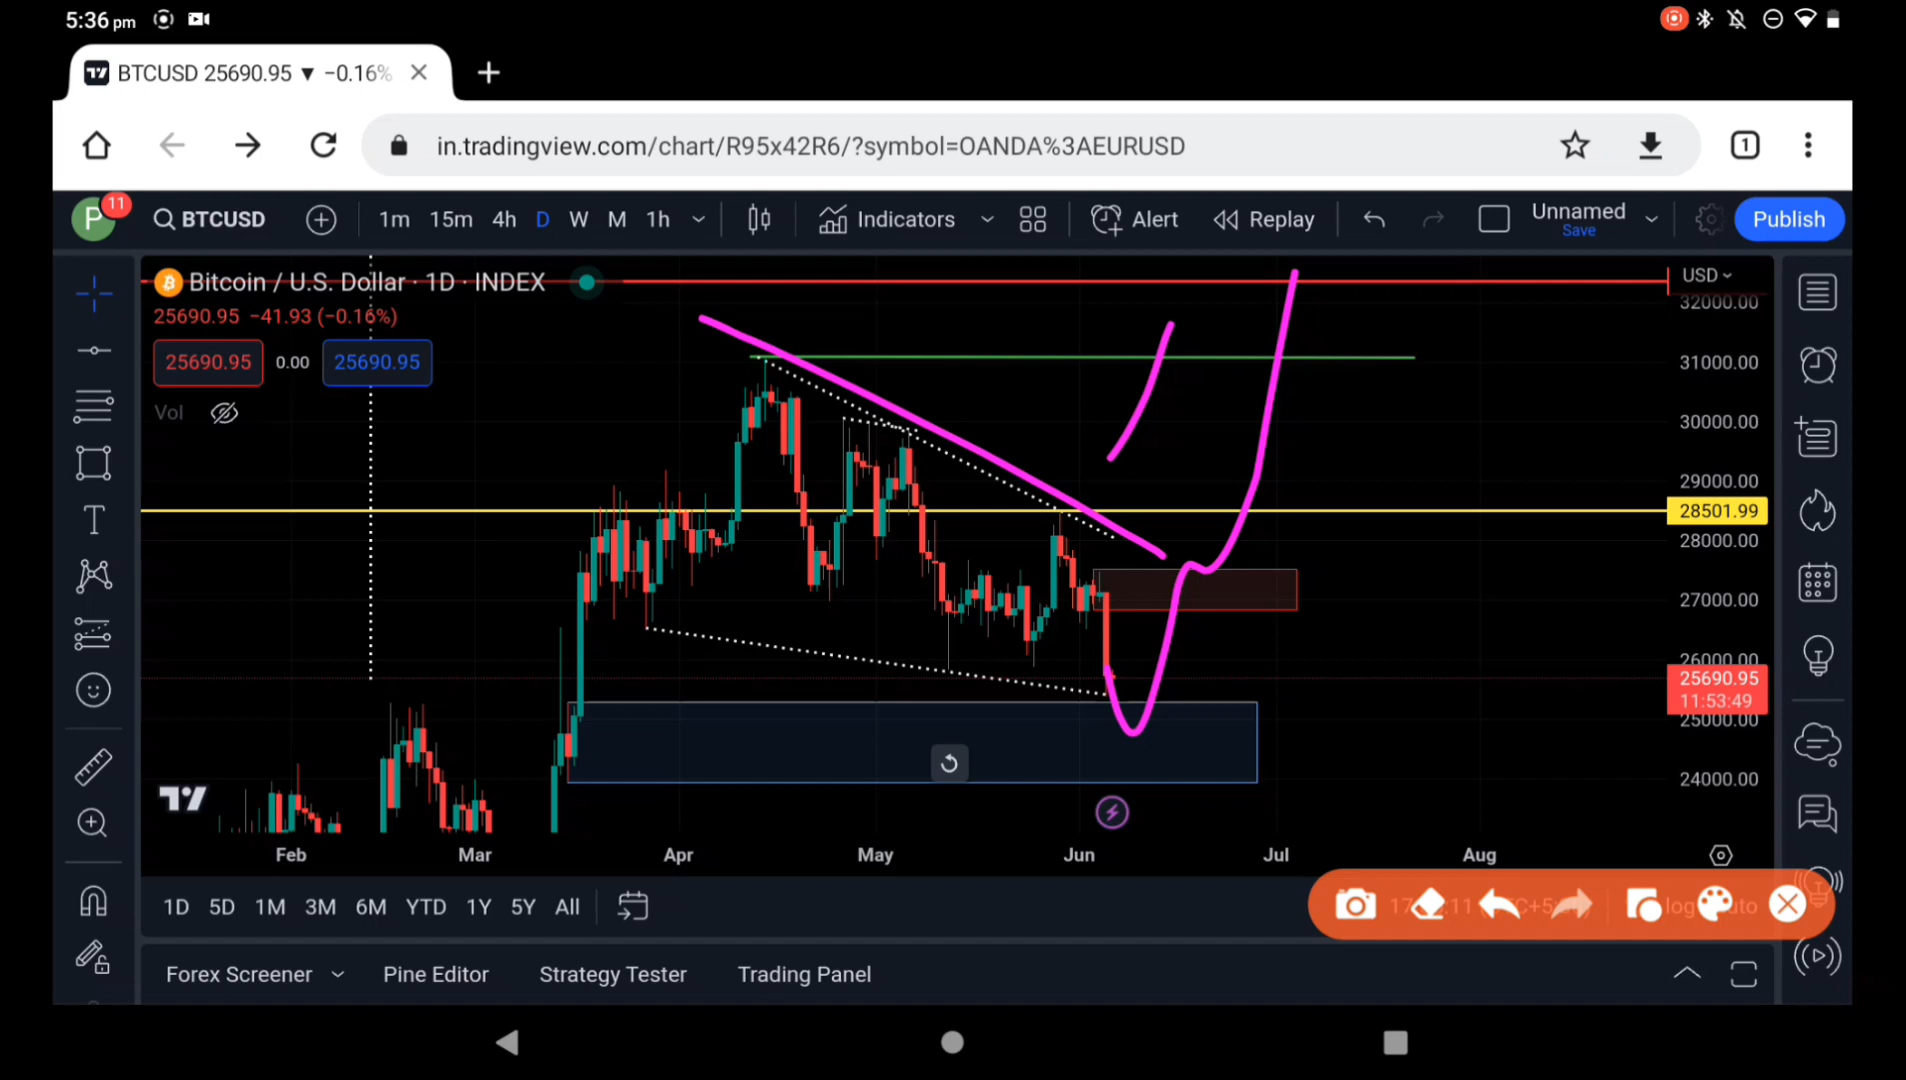 5:36 pm
BTCUSD 25690.95 ▼ −0.16%
in.tradingview.com/chart/R95x42R6/?symbol=OANDA%3AEURUSD
1
P 11 BTCUSD 1m 15m 4h D W M 1h Indicators Alert Replay Unnamed Publish
Save
Bitcoin / U.S. Dollar · 1D · INDEX
USD
25690.95 −41.93 (−0.16%)
25690.95 0.00 25690.95
Vol
32000.00
31000.00
30000.00
29000.00
28501.99
28000.00
27000.00
26000.00
25690.95
11:53:49
25000.00
24000.00
Feb Mar Apr May Jun Jul Aug
1D 5D 1M 3M 6M YTD 1Y 5Y All
log
Forex Screener Pine Editor Strategy Tester Trading Panel